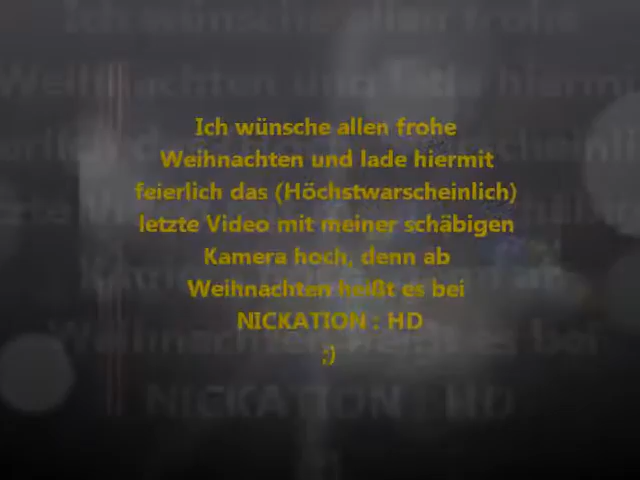 Ich wünsche allen frohe
Weihnachten und lade hiermit
feierlich das (Höchstwarscheinlich)
letzte Video mit meiner schäbigen
Kamera hoch, denn ab
Weihnachten heißt es bei
NICKATION : HD
;)